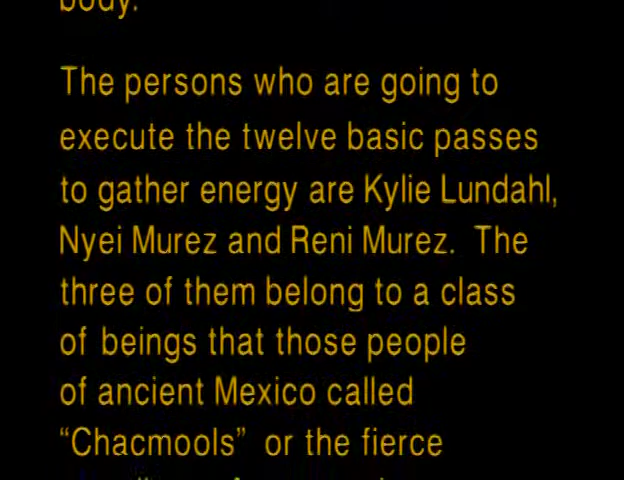 body.
The persons who are going to
execute the twelve basic passes
to gather energy are Kylie Lundahl,
Nyei Murez and Reni Murez. The
three of them belong to a class
of beings that those people
of ancient Mexico called
“Chacmools” or the fierce